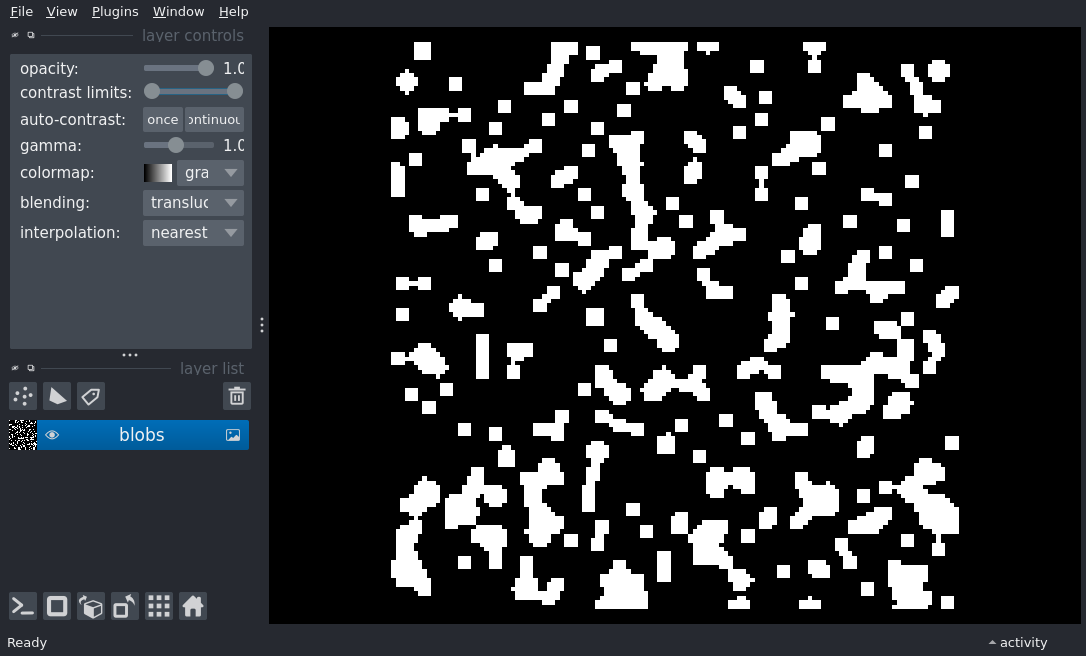 File View Plugins Window Help
layer controls
opacity: 1.0
contrast limits:
auto-contrast: once ontinuou
gamma: 1.0
colormap: gra
blending: transluc
interpolation: nearest
layer list
blobs
Ready
activity